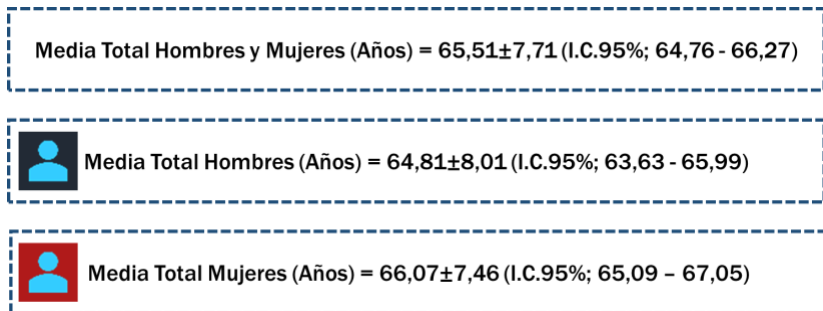 Media Total Hombres y Mujeres (Años) = 65,51±7,71 (I.C.95%; 64,76 - 66,27)
Media Total Hombres (Años) = 64,81±8,01 (I.C.95%; 63,63 - 65,99)
Media Total Mujeres (Años) = 66,07±7,46 (I.C.95%; 65,09 – 67,05)